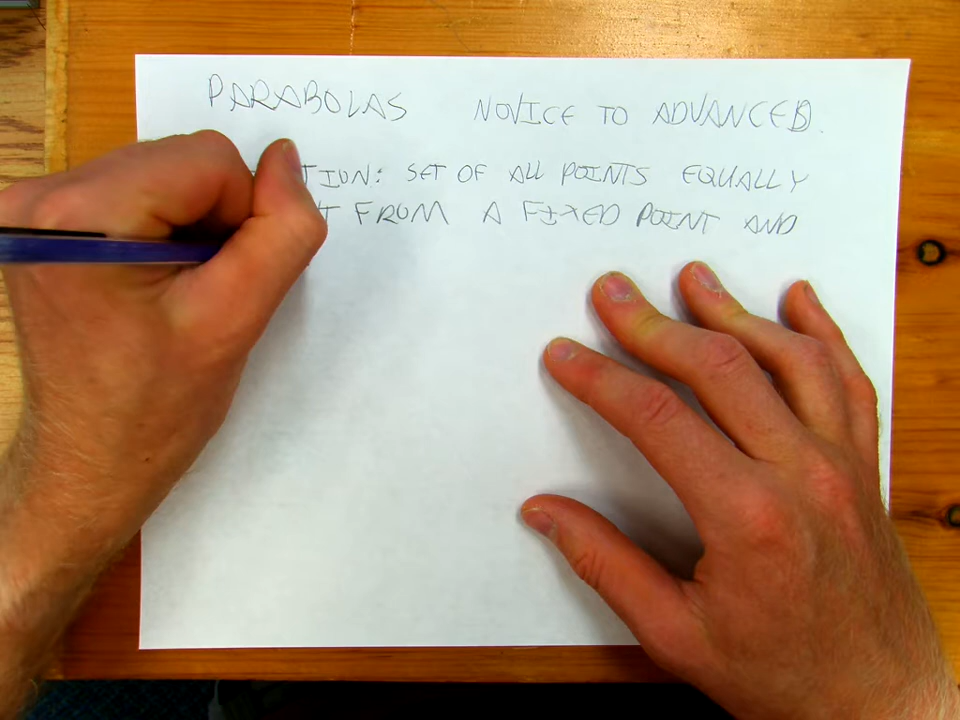 PARABOLAS NOVICE TO ADVANCED.
TION: SET OF ALL POINTS EQUALLY
T FROM A FIXED POINT AND